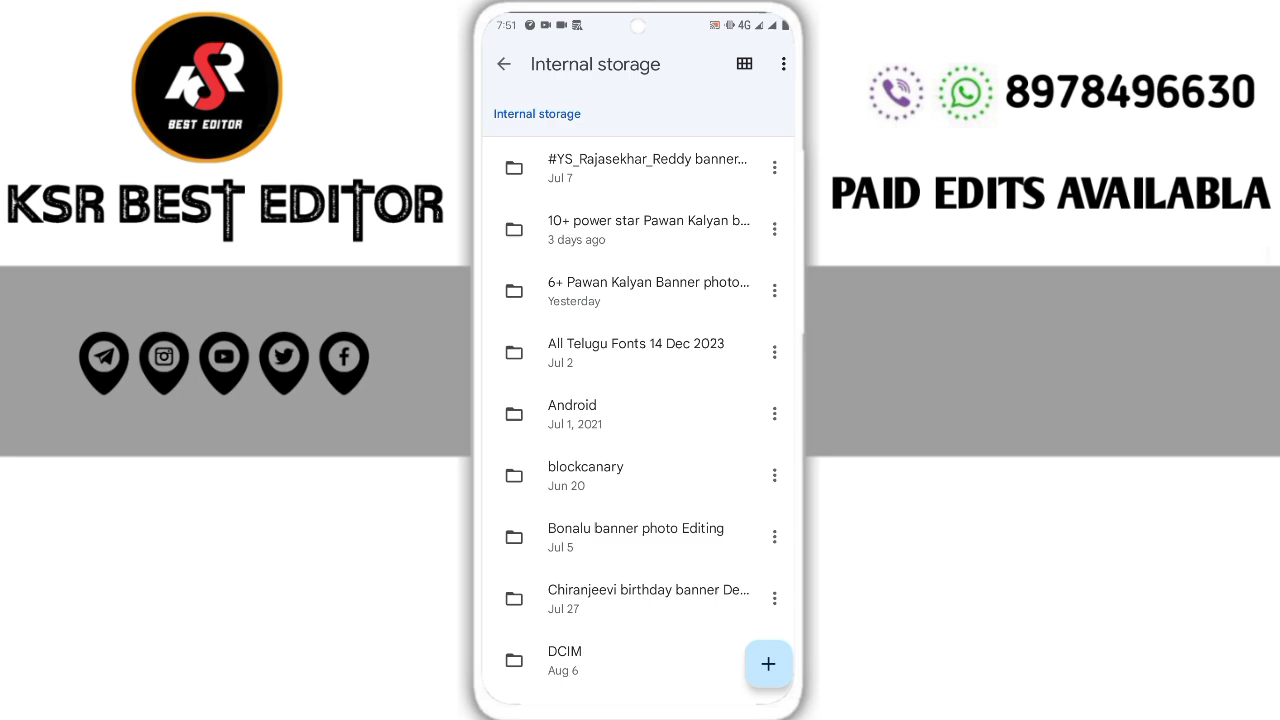 KSR
BEST EDITOR
KSR BEST EDITOR
7:51
4G
Internal storage
Internal storage
#YS_Rajasekhar_Reddy banner...
Jul 7
10+ power star Pawan Kalyan b...
3 days ago
6+ Pawan Kalyan Banner photo...
Yesterday
All Telugu Fonts 14 Dec 2023
Jul 2
Android
Jul 1, 2021
blockcanary
Jun 20
Bonalu banner photo Editing
Jul 5
Chiranjeevi birthday banner De...
Jul 27
DCIM
Aug 6
8978496630
PAID EDITS AVAILABLA